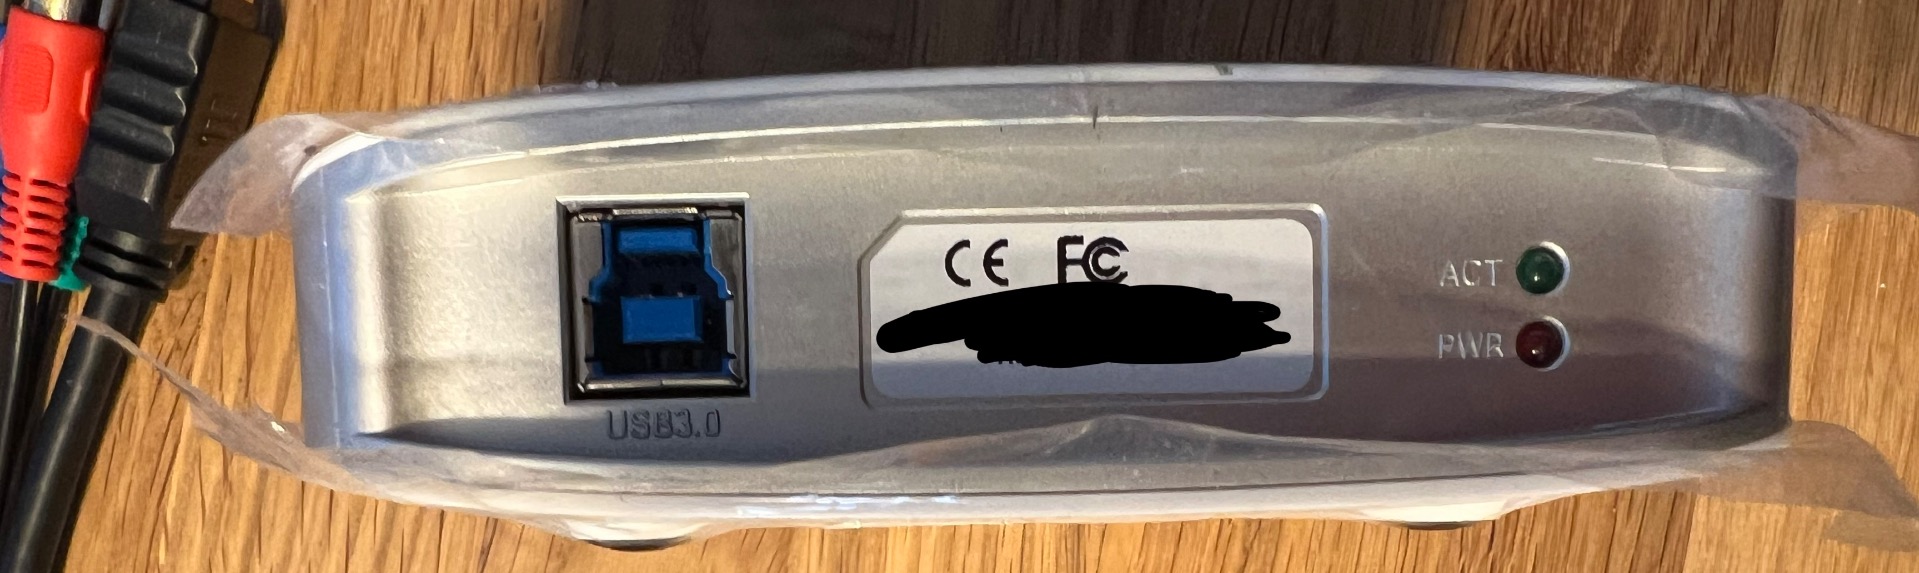 CE FC
USB3.0
ACT
PWR